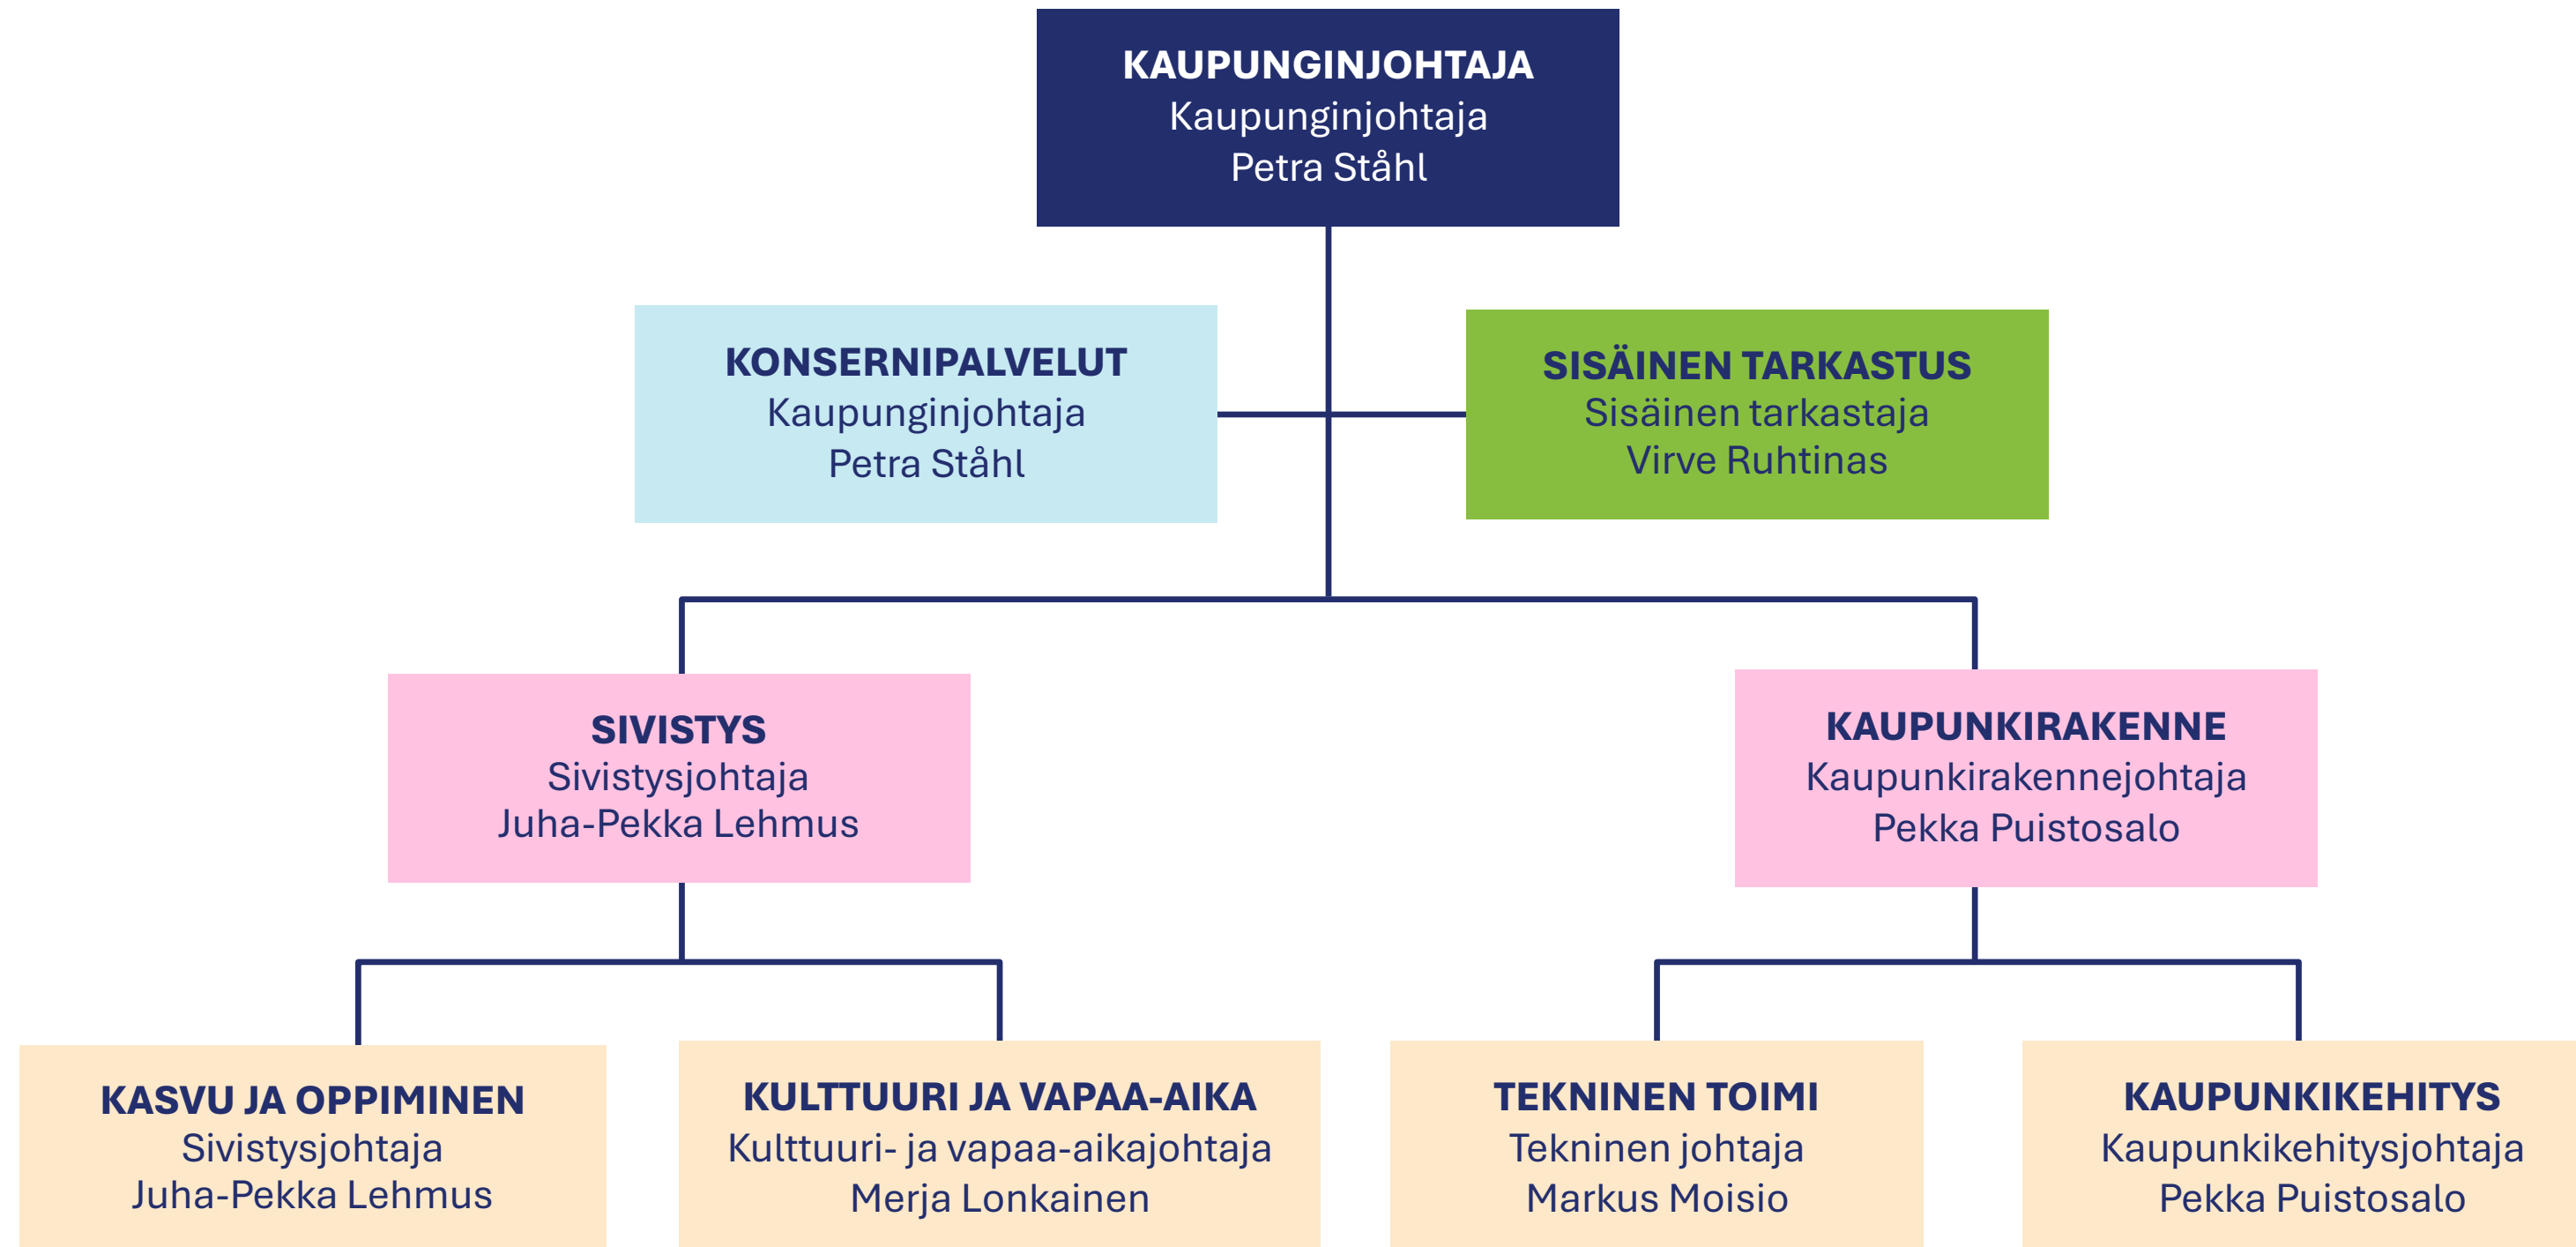 KAUPUNGINJOHTAJA
Kaupunginjohtaja
Petra Ståhl
KONSERNIPALVELUT
Kaupunginjohtaja
Petra Ståhl
SISÄINEN TARKASTUS
Sisäinen tarkastaja
Virve Ruhtinas
SIVISTYS
Sivistysjohtaja
Juha-Pekka Lehmus
KAUPUNKIRAKENNE
Kaupunkirakennejohtaja
Pekka Puistosalo
KASVU JA OPPIMINEN
Sivistysjohtaja
Juha-Pekka Lehmus
KULTTUURI JA VAPAA-AIKA
Kulttuuri- ja vapaa-aikajohtaja
Merja Lonkainen
TEKNINEN TOIMI
Tekninen johtaja
Markus Moisio
KAUPUNKIKEHITYS
Kaupunkikehitysjohtaja
Pekka Puistosalo